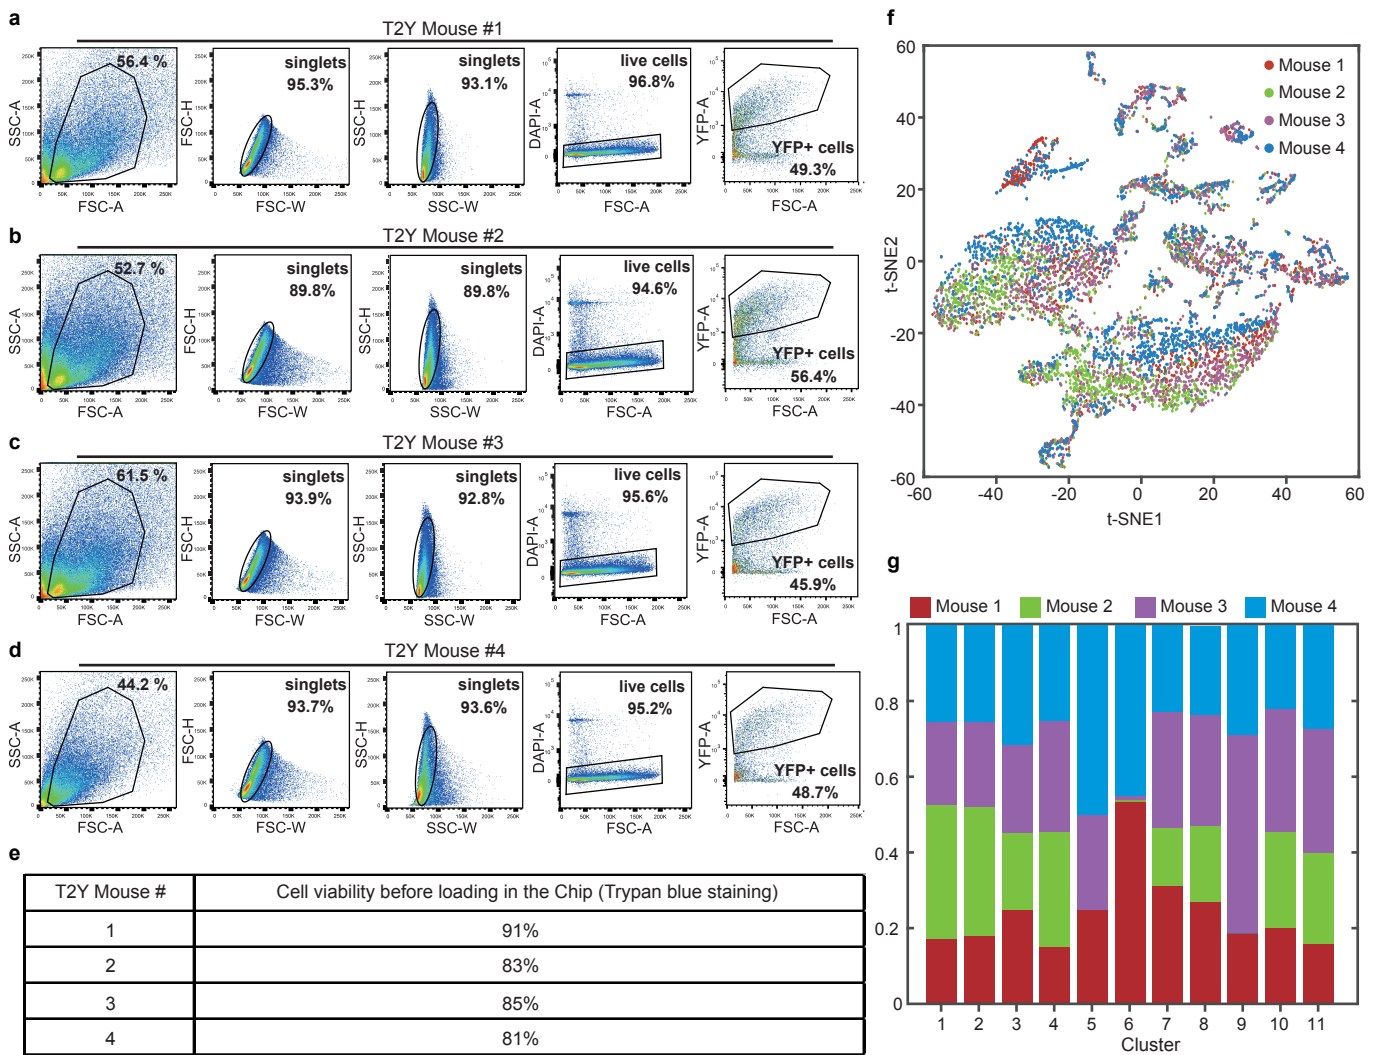 a
T2Y Mouse #1
56.4 %
singlets
95.3%
singlets
93.1%
live cells
96.8%
YFP+ cells
49.3%
SSC-A
FSC-A
FSC-H
FSC-W
SSC-H
SSC-W
DAPI-A
FSC-A
YFP-A
FSC-A
b
T2Y Mouse #2
52.7 %
singlets
89.8%
singlets
89.8%
live cells
94.6%
YFP+ cells
56.4%
SSC-A
FSC-A
FSC-H
FSC-W
SSC-H
SSC-W
DAPI-A
FSC-A
YFP-A
FSC-A
c
T2Y Mouse #3
61.5 %
singlets
93.9%
singlets
92.8%
live cells
95.6%
YFP+ cells
45.9%
SSC-A
FSC-A
FSC-H
FSC-W
SSC-H
SSC-W
DAPI-A
FSC-A
YFP-A
FSC-A
d
T2Y Mouse #4
44.2 %
singlets
93.7%
singlets
93.6%
live cells
95.2%
YFP+ cells
48.7%
SSC-A
FSC-A
FSC-H
FSC-W
SSC-H
SSC-W
DAPI-A
FSC-A
YFP-A
FSC-A
e
T2Y Mouse # Cell viability before loading in the Chip (Trypan blue staining)
1 91%
2 83%
3 85%
4 81%
f
Mouse 1
Mouse 2
Mouse 3
Mouse 4
60
40
20
0
-20
-40
-60
t-SNE2
-60 -40 -20 0 20 40 60
t-SNE1
g
Mouse 1 Mouse 2 Mouse 3 Mouse 4
1
0.8
0.6
0.4
0.2
0
1 2 3 4 5 6 7 8 9 10 11
Cluster